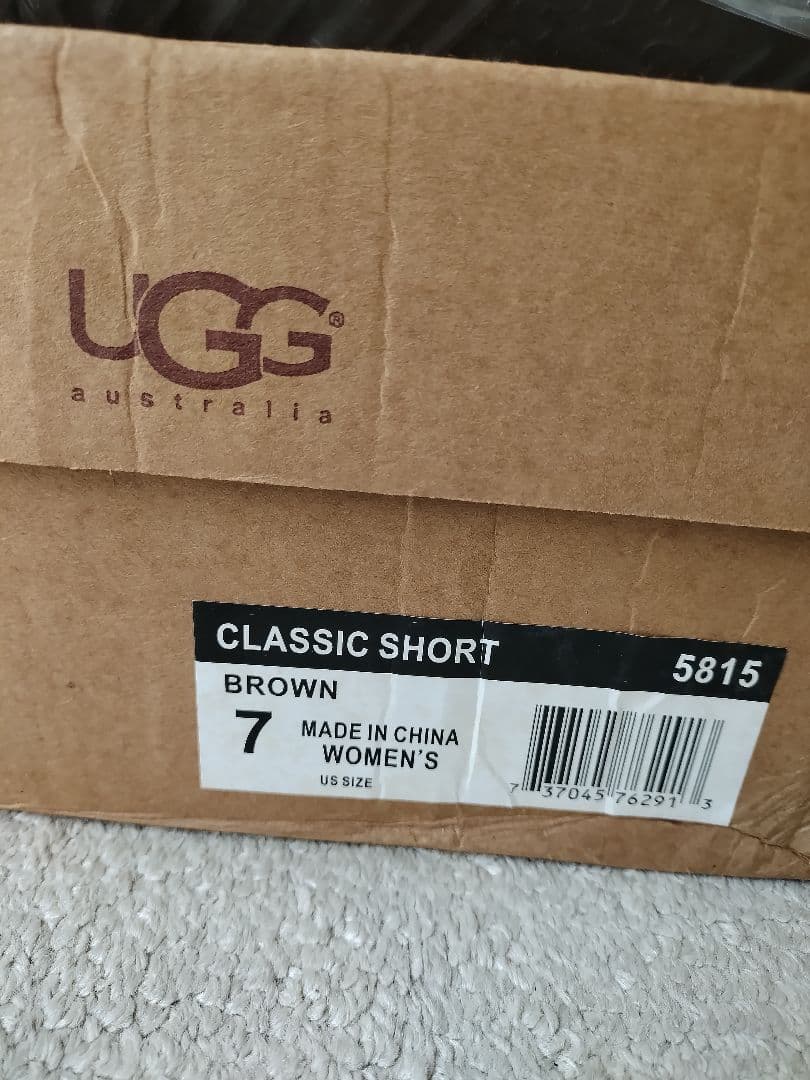 UGG®
australia
CLASSIC SHORT 5815
BROWN
7 MADE IN CHINA
WOMEN'S
US SIZE
7 37045 76291 3